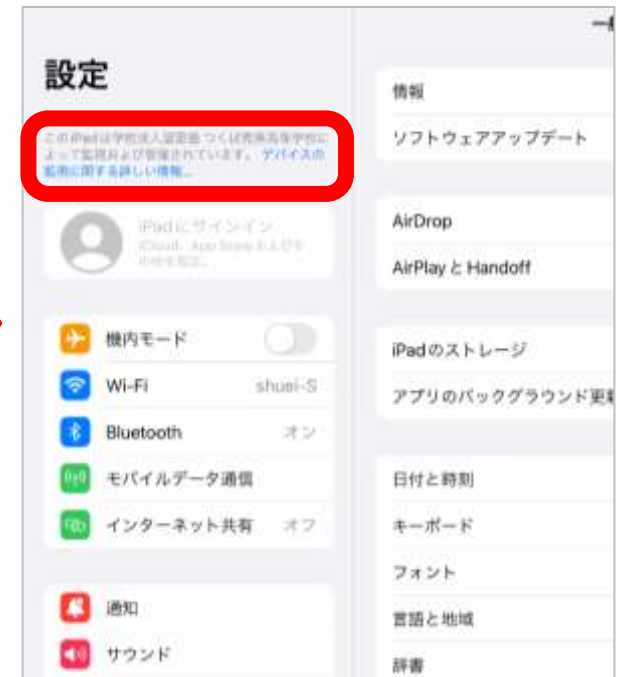 設定
このiPadは学校法人
つくば秀英高等学校に
よって監視および管理されています。 デバイスの
監視に関する詳しい情報...
iPadにサインイン
iCloud、App Storeおよびそ
の他を設定。
機内モード
Wi-Fi shuei-S
Bluetooth オン
モバイルデータ通信
インターネット共有 オフ
通知
サウンド
情報
ソフトウェアアップデート
AirDrop
AirPlay と Handoff
iPadのストレージ
アプリのバックグラウンド更
日付と時刻
キーボード
フォント
言語と地域
辞書